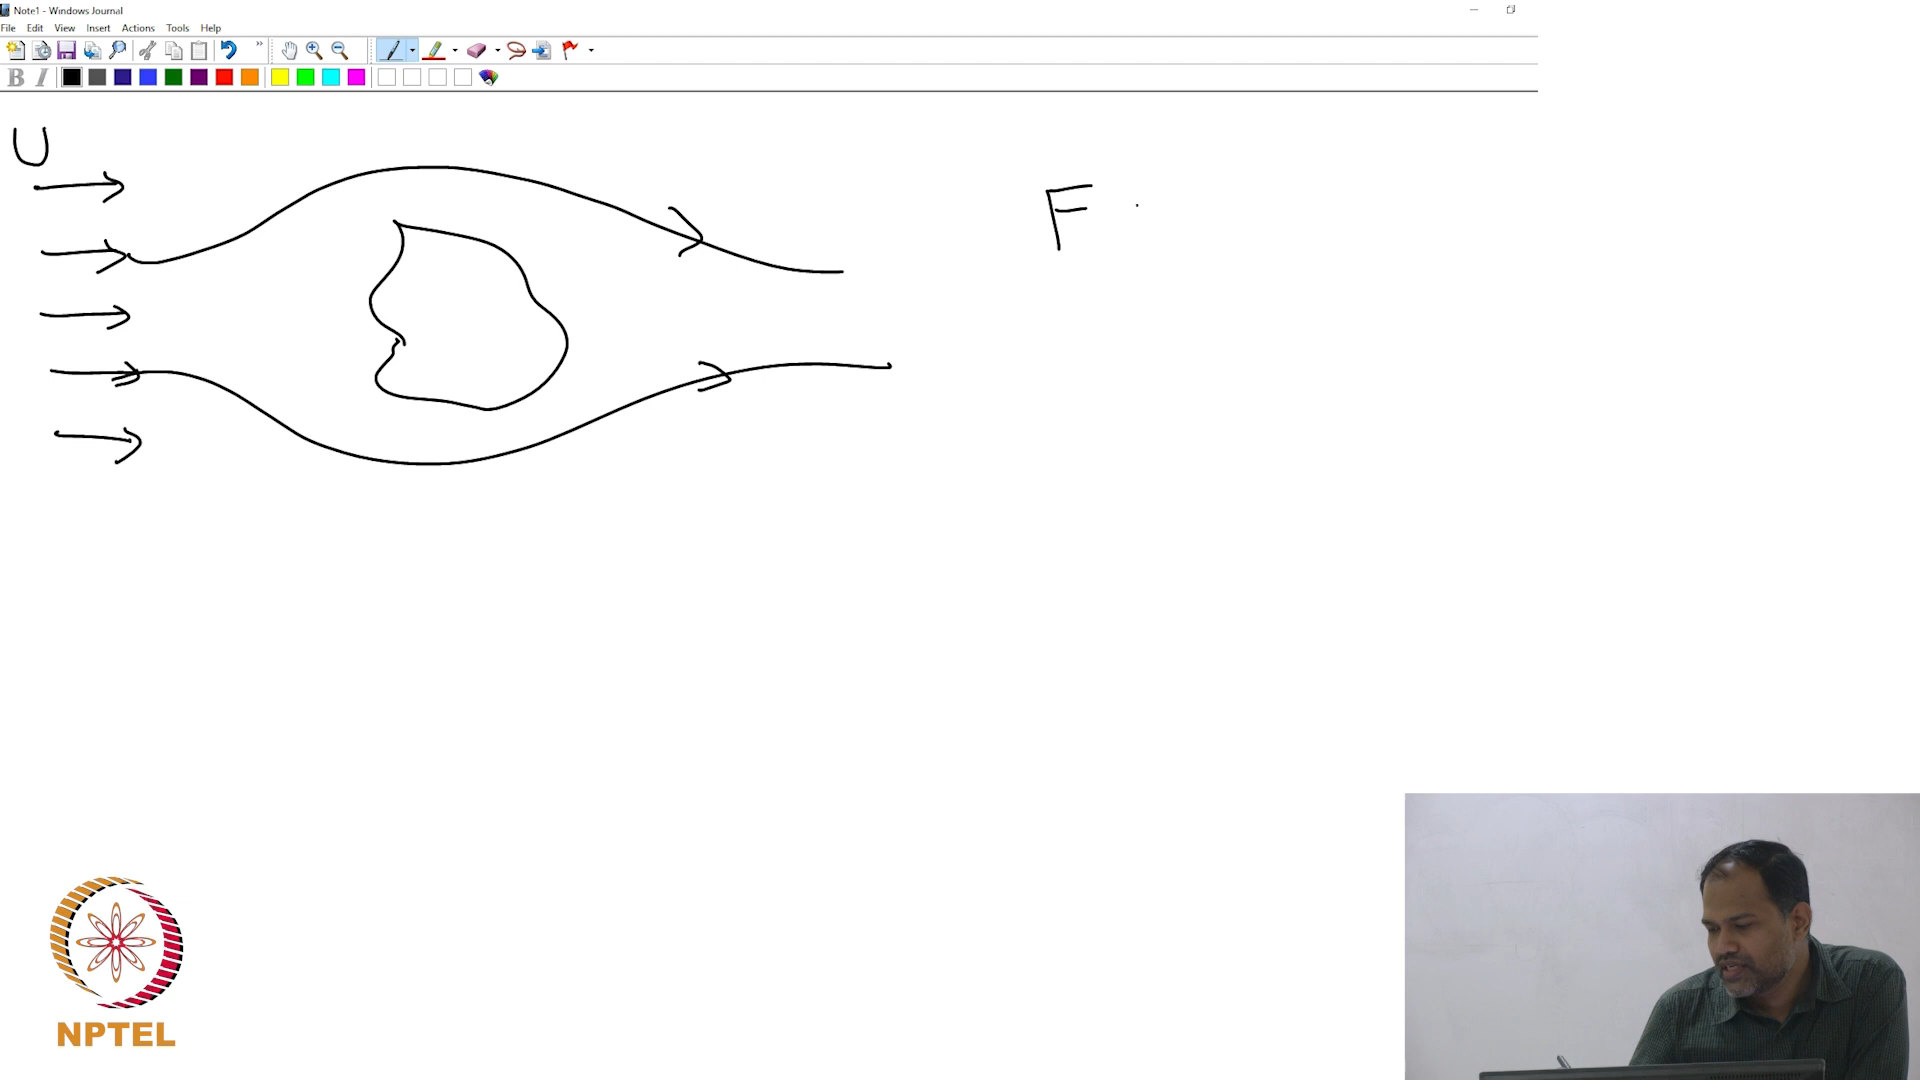 Note1 - Windows Journal
File Edit View Insert Actions Tools Help
B I
U
F
NPTEL